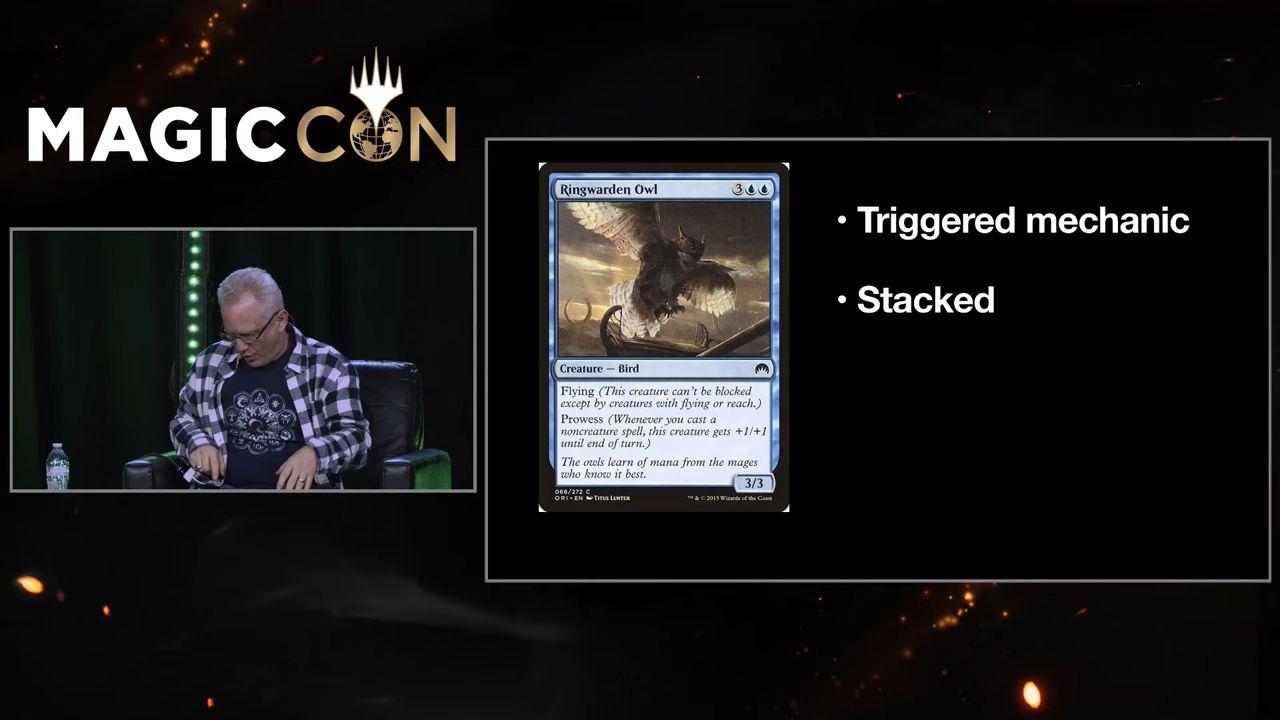 MAGICCON
Ringwarden Owl
3
Creature — Bird
Flying (This creature can't be blocked
except by creatures with flying or reach.)
Prowess (Whenever you cast a
noncreature spell, this creature gets +1/+1
until end of turn.)
The owls learn of mana from the mages
who know it best.
3/3
068/272 C
ORI • EN Titus Lunter
™ & © 2015 Wizards of the Coast
• Triggered mechanic
• Stacked